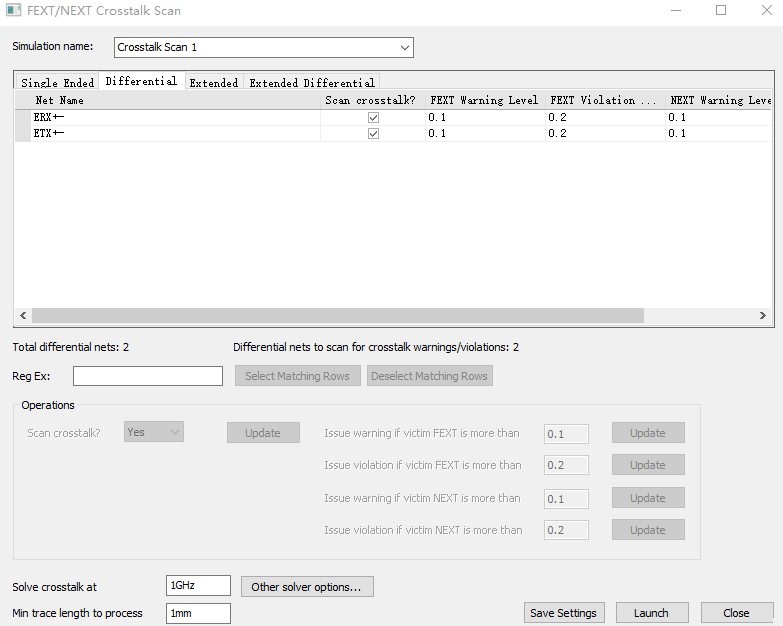 FEXT/NEXT Crosstalk Scan
Simulation name: Crosstalk Scan 1
Single Ended Differential Extended Extended Differential
Net Name Scan crosstalk? FEXT Warning Level FEXT Violation ... NEXT Warning Leve
ERX← 0.1 0.2 0.1
ETX← 0.1 0.2 0.1
Total differential nets: 2 Differential nets to scan for crosstalk warnings/violations: 2
Reg Ex: Select Matching Rows Deselect Matching Rows
Operations
Scan crosstalk? Yes Update Issue warning if victim FEXT is more than 0.1 Update
Issue violation if victim FEXT is more than 0.2 Update
Issue warning if victim NEXT is more than 0.1 Update
Issue violation if victim NEXT is more than 0.2 Update
Solve crosstalk at 1GHz Other solver options...
Min trace length to process 1mm Save Settings Launch Close